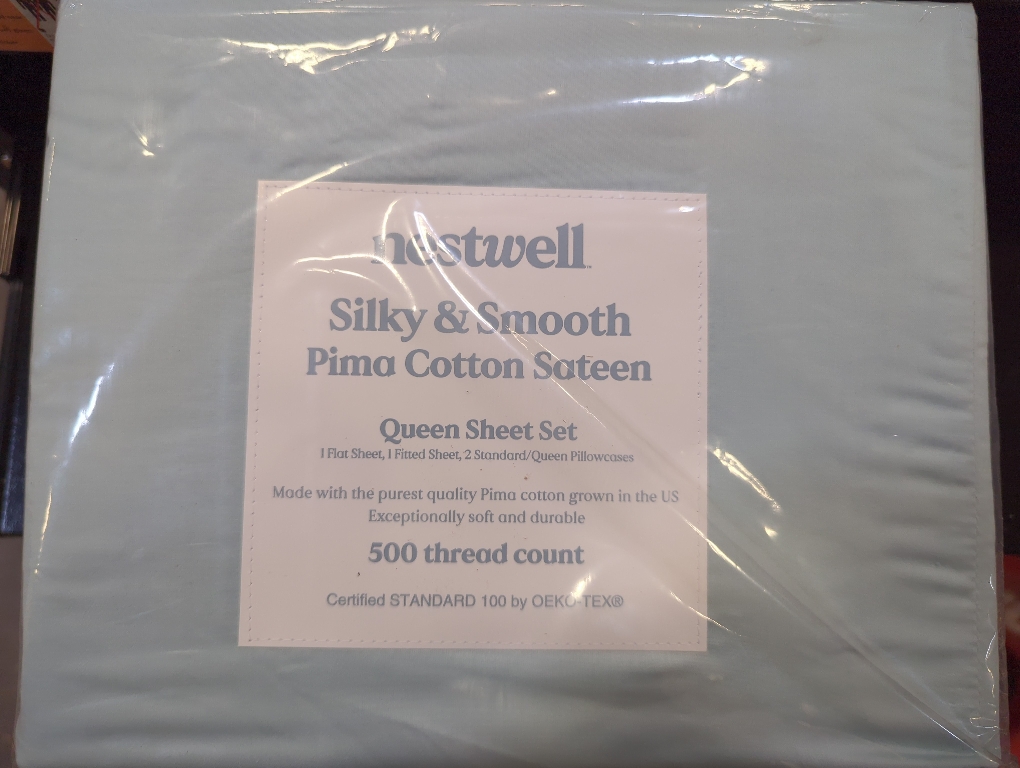 nestwell™
Silky & Smooth
Pima Cotton Sateen
Queen Sheet Set
1 Flat Sheet, 1 Fitted Sheet, 2 Standard/Queen Pillowcases
Made with the purest quality Pima cotton grown in the US
Exceptionally soft and durable
500 thread count
Certified STANDARD 100 by OEKO-TEX®